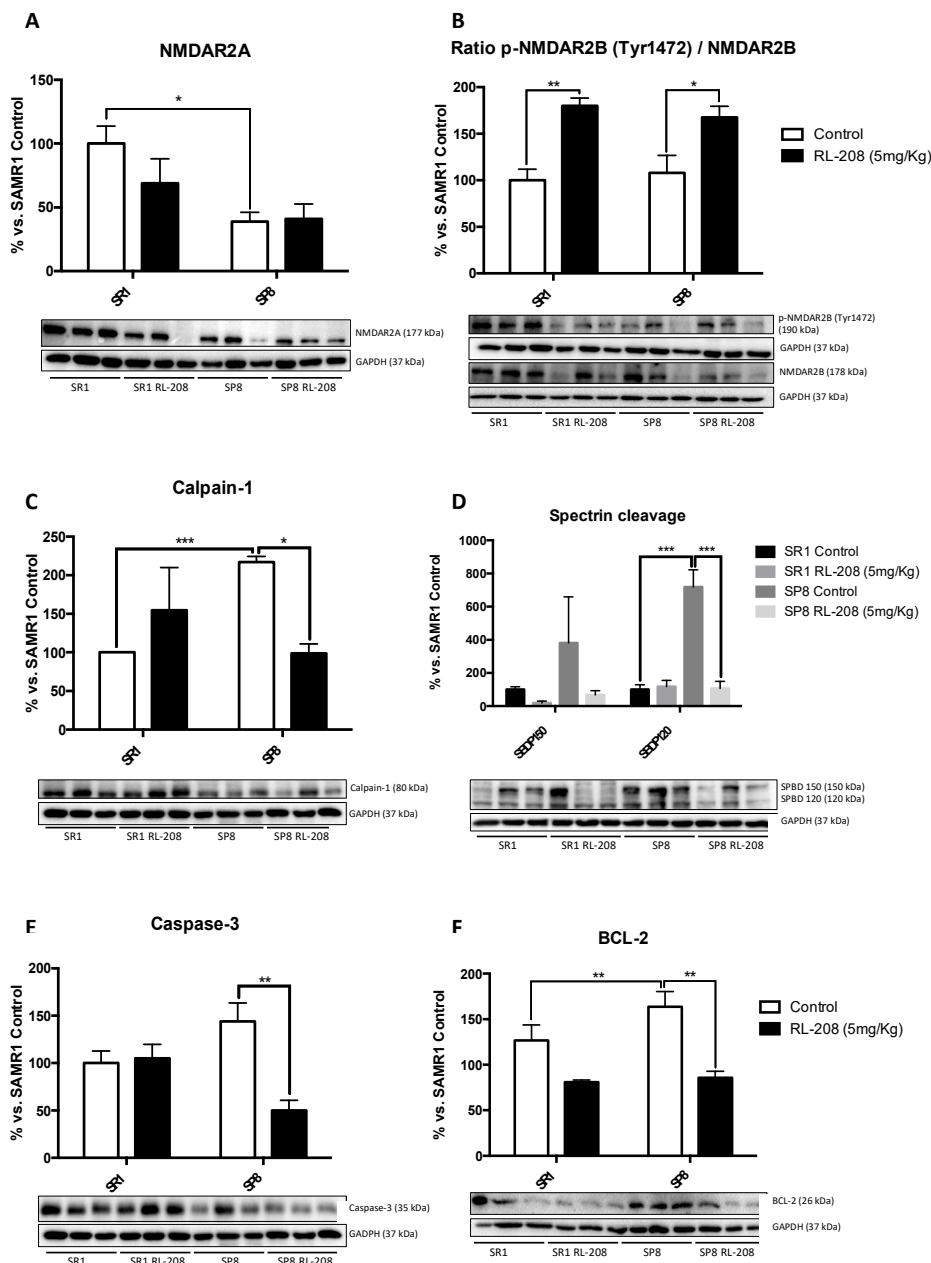 A
NMDAR2A
% vs. SAMR1 Control
150
100
50
0
*
SR1
SP8
NMDAR2A (177 kDa)
GAPDH (37 kDa)
SR1
SR1 RL-208
SP8
SP8 RL-208
B
Ratio p-NMDAR2B (Tyr1472) / NMDAR2B
% vs. SAMR1 Control
200
150
100
50
0
**
*
SR1
SP8
Control
RL-208 (5mg/Kg)
p-NMDAR2B (Tyr1472)
(190 kDa)
GAPDH (37 kDa)
NMDAR2B (178 kDa)
GAPDH (37 kDa)
SR1
SR1 RL-208
SP8
SP8 RL-208
C
Calpain-1
% vs. SAMR1 Control
250
200
150
100
50
0
***
*
SR1
SP8
Calpain-1 (80 kDa)
GAPDH (37 kDa)
SR1
SR1 RL-208
SP8
SP8 RL-208
D
Spectrin cleavage
% vs. SAMR1 Control
1000
800
600
400
200
0
***
***
SBDP150
SBDP120
SR1 Control
SR1 RL-208 (5mg/Kg)
SP8 Control
SP8 RL-208 (5mg/Kg)
SPBD 150 (150 kDa)
SPBD 120 (120 kDa)
GAPDH (37 kDa)
SR1
SR1 RL-208
SP8
SP8 RL-208
Caspase-3
% vs. SAMR1 Control
200
150
100
50
0
**
SR1
SP8
Caspase-3 (35 kDa)
GADPH (37 kDa)
SR1
SR1 RL-208
SP8
SP8 RL-208
BCL-2
% vs. SAMR1 Control
200
150
100
50
0
**
**
SR1
SP8
Control
RL-208 (5mg/Kg)
BCL-2 (26 kDa)
GAPDH (37 kDa)
SR1
SR1 RL-208
SP8
SP8 RL-208